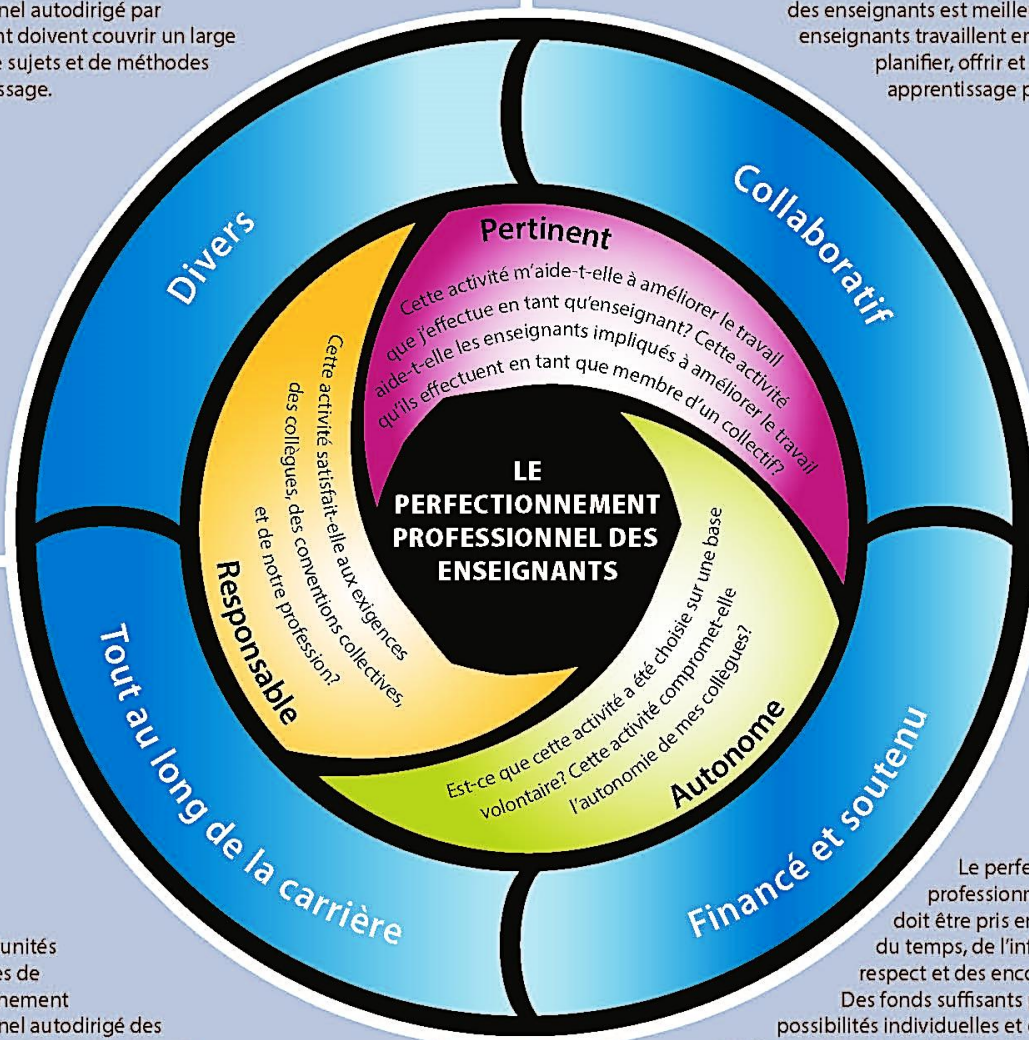 nel autodirigé par
nt doivent couvrir un large
sujets et de méthodes
ssage.
des enseignants est meille
enseignants travaillent en
planifier, offrir et
apprentissage p
Divers
Collaboratif
Pertinent
Cette activité m'aide-t-elle à améliorer le travail
que j'effectue en tant qu'enseignant? Cette activité
aide-t-elle les enseignants impliqués à améliorer le travail
qu'ils effectuent en tant que membre d'un collectif?
Responsable
Cette activité satisfait-elle aux exigences
des collègues, des conventions collectives,
et de notre profession?
LE
PERFECTIONNEMENT
PROFESSIONNEL DES
ENSEIGNANTS
Est-ce que cette activité a été choisie sur une base
volontaire? Cette activité compromet-elle
l'autonomie de mes collègues?
Autonome
Tout au long de la carrière
Financé et soutenu
unités
es de
nement
nel autodirigé des
Le perfe
professionn
doit être pris en
du temps, de l'inf
respect et des enco
Des fonds suffisants
possibilités individuelles et